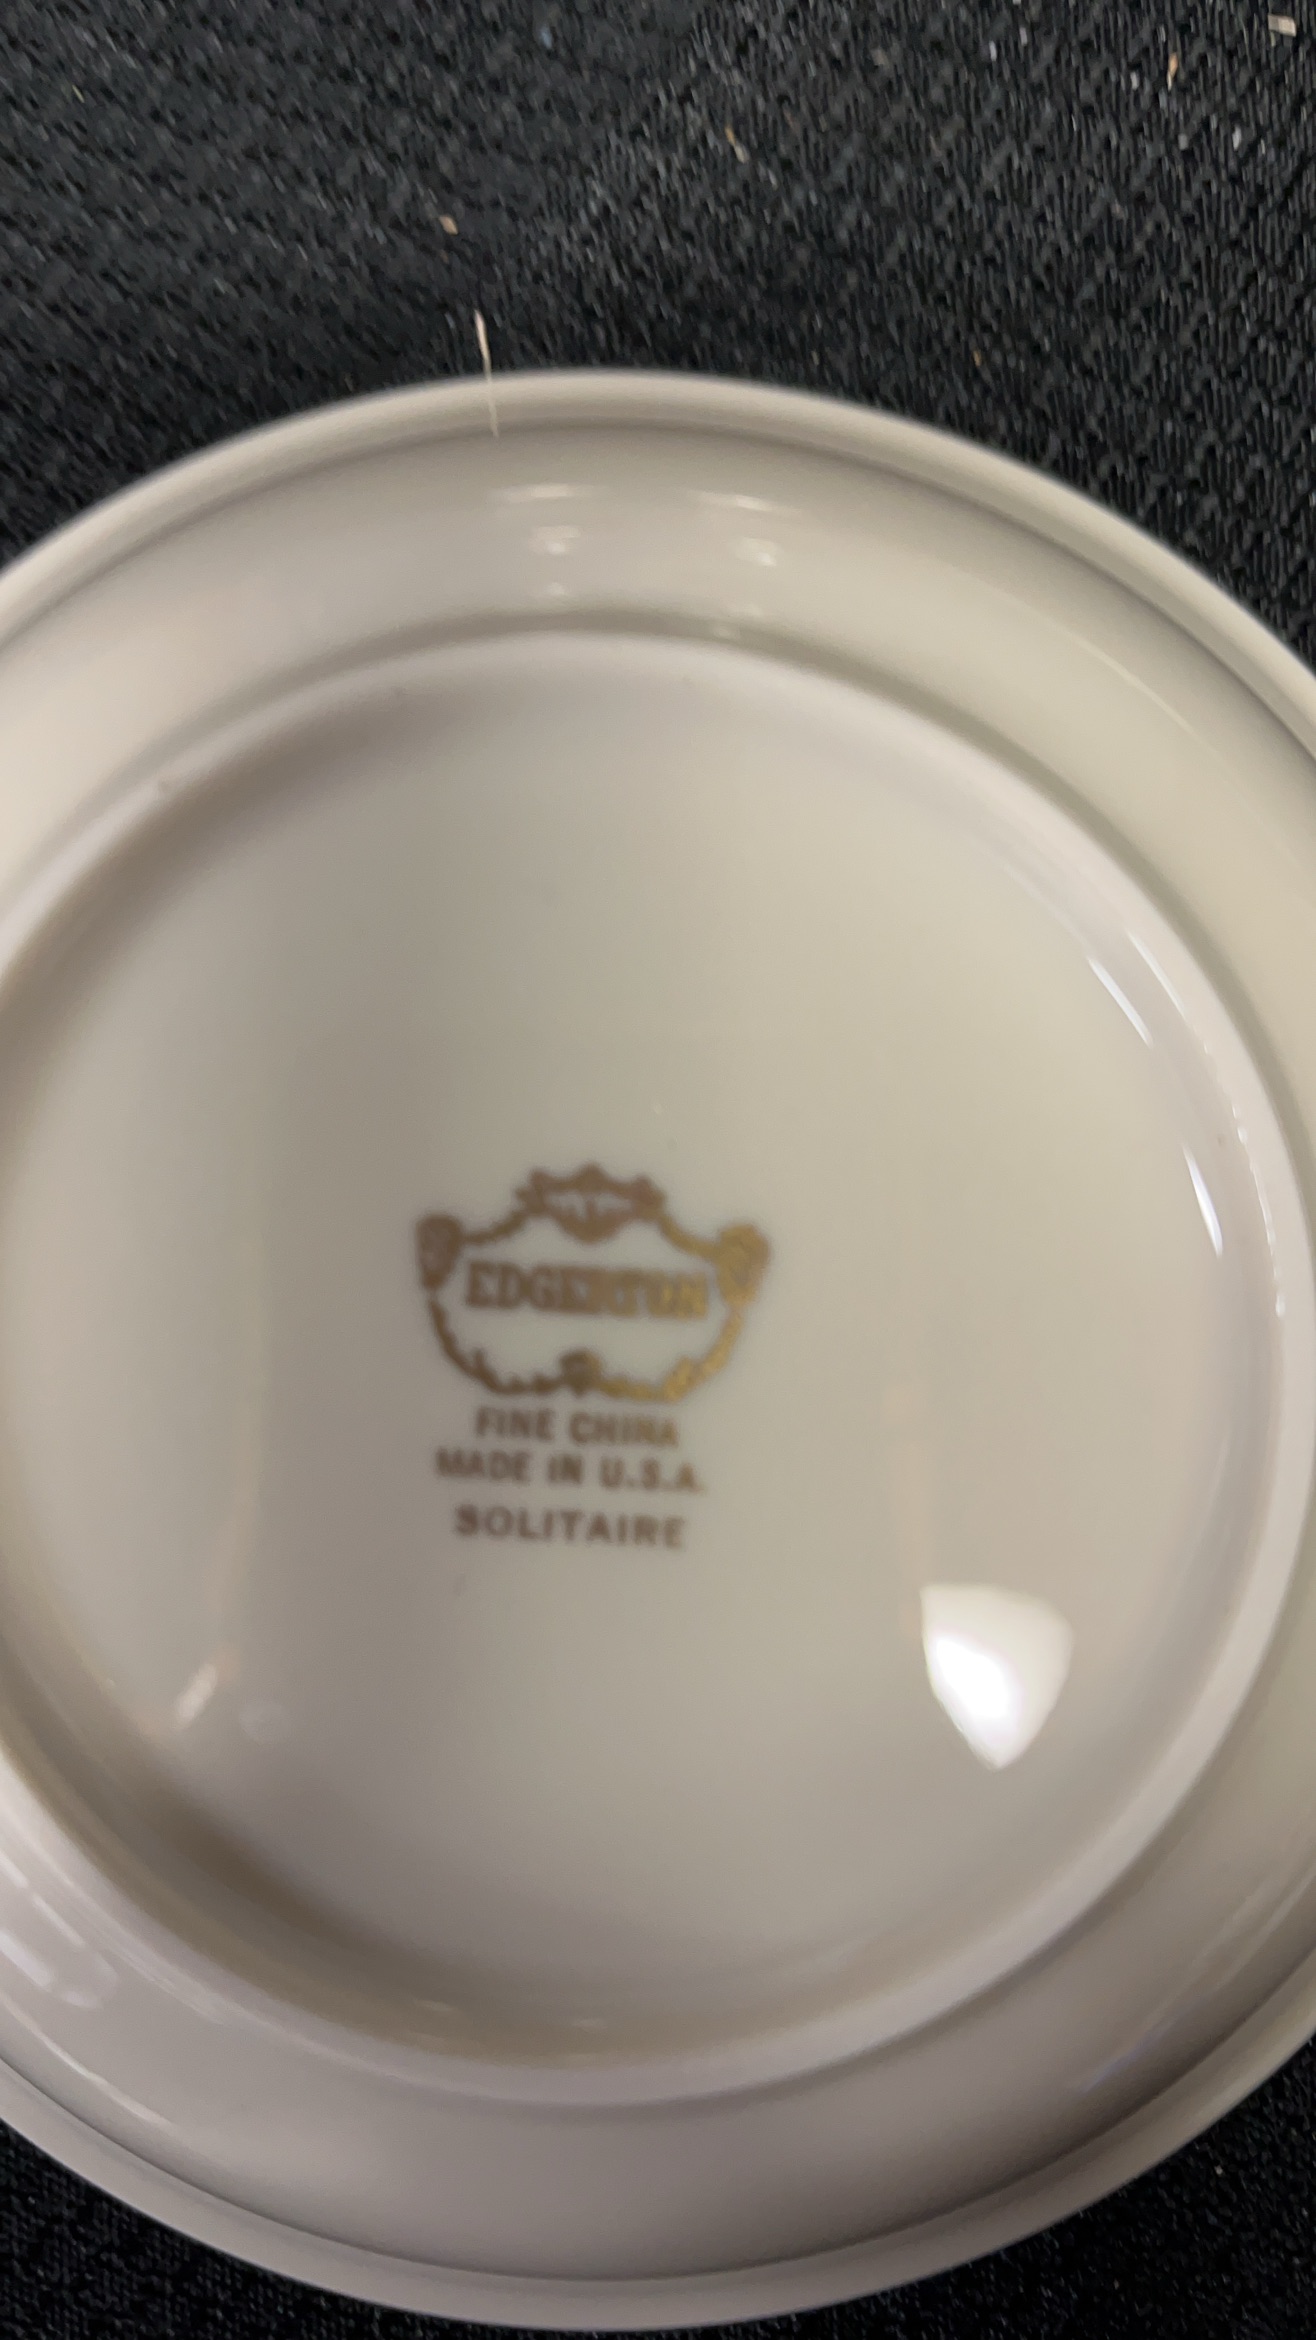 EDGERTON
FINE CHINA
MADE IN U.S.A.
SOLITAIRE